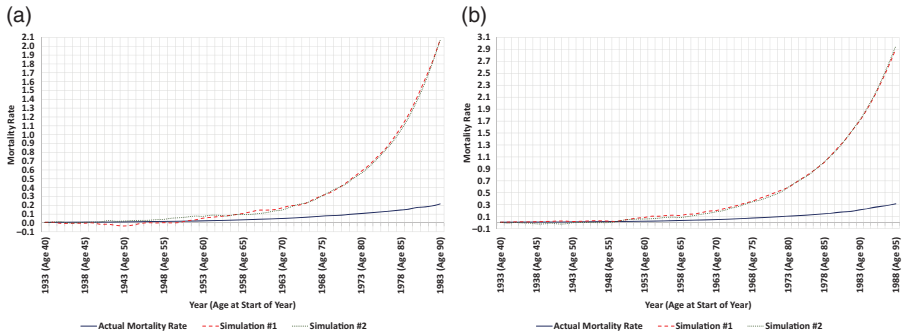 (a)
2.1
2.0
1.9
1.8
1.7
1.6
1.5
1.4
1.3
1.2
1.1
1.0
0.9
0.8
0.7
0.6
0.5
0.4
0.3
0.2
0.1
0.0
−0.1
Mortality Rate
1933 (Age 40)
1938 (Age 45)
1943 (Age 50)
1948 (Age 55)
1953 (Age 60)
1958 (Age 65)
1963 (Age 70)
1968 (Age 75)
1973 (Age 80)
1978 (Age 85)
1983 (Age 90)
Year (Age at Start of Year)
Actual Mortality Rate Simulation #1 Simulation #2
(b)
3.1
2.9
2.7
2.5
2.3
2.1
1.9
1.7
1.5
1.3
1.1
0.9
0.7
0.5
0.3
0.1
−0.1
Mortality Rate
1933 (Age 40)
1938 (Age 45)
1943 (Age 50)
1948 (Age 55)
1953 (Age 60)
1958 (Age 65)
1963 (Age 70)
1968 (Age 75)
1973 (Age 80)
1978 (Age 85)
1983 (Age 90)
1988 (Age 95)
Year (Age at Start of Year)
Actual Mortality Rate Simulation #1 Simulation #2